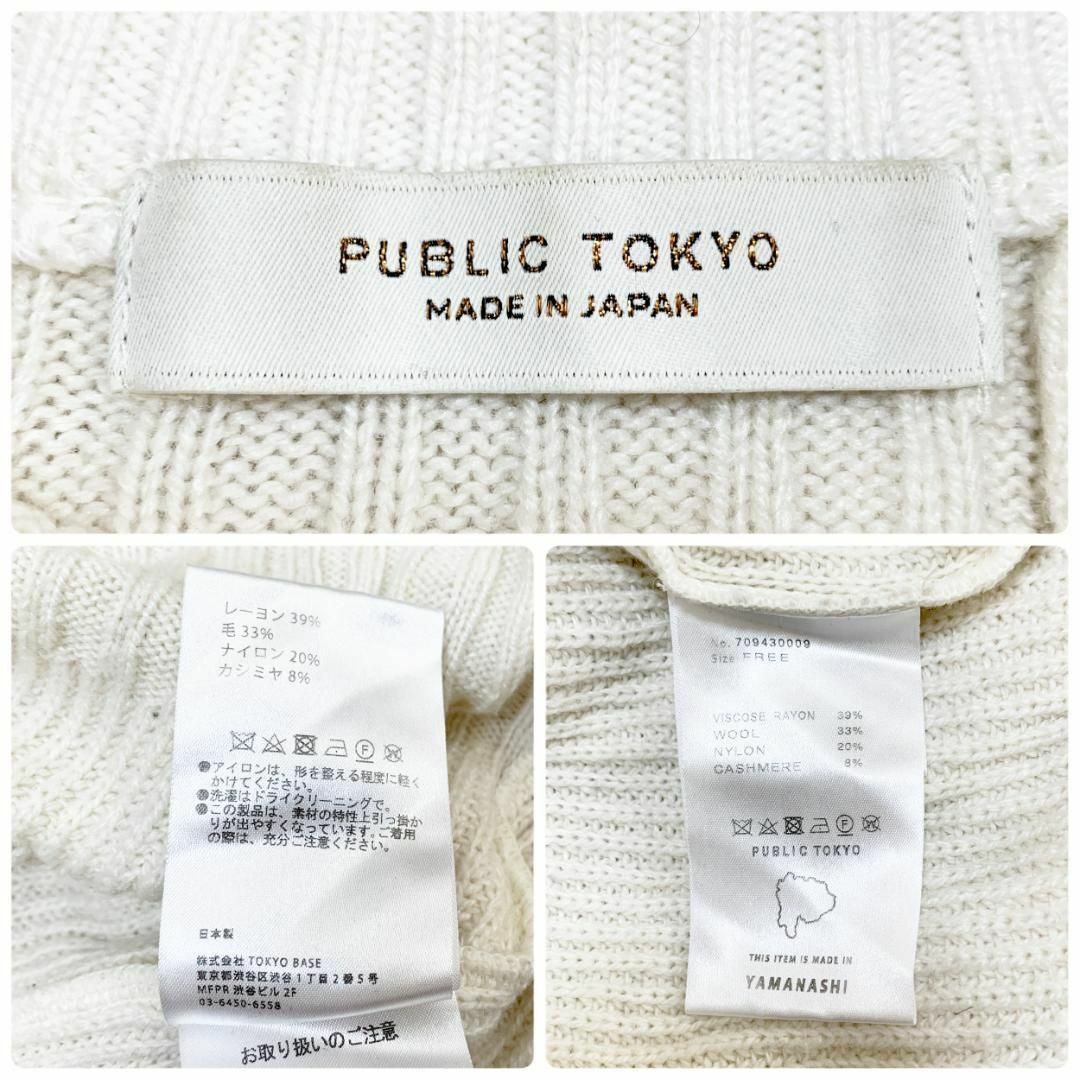 PUBLIC TOKYO
MADE IN JAPAN
レーヨン 39%
毛 33%
ナイロン 20%
カシミヤ 8%
F
●アイロンは、形を整える程度に軽く
かけてください。
●洗濯はドライクリーニングで。
●この製品は、素材の特性上引っ掛か
りが出やすくなっています。ご着用
の際は、充分ご注意ください。
日本製
株式会社 TOKYO BASE
東京都渋谷区渋谷1丁目2番5号
MFPR 渋谷ビル 2F
03-6450-6558
お取り扱いのご注意
No. 709430009
Size FREE
VISCOSE RAYON 39%
WOOL 33%
NYLON 20%
CASHMERE 8%
F
PUBLIC TOKYO
THIS ITEM IS MADE IN
YAMANASHI